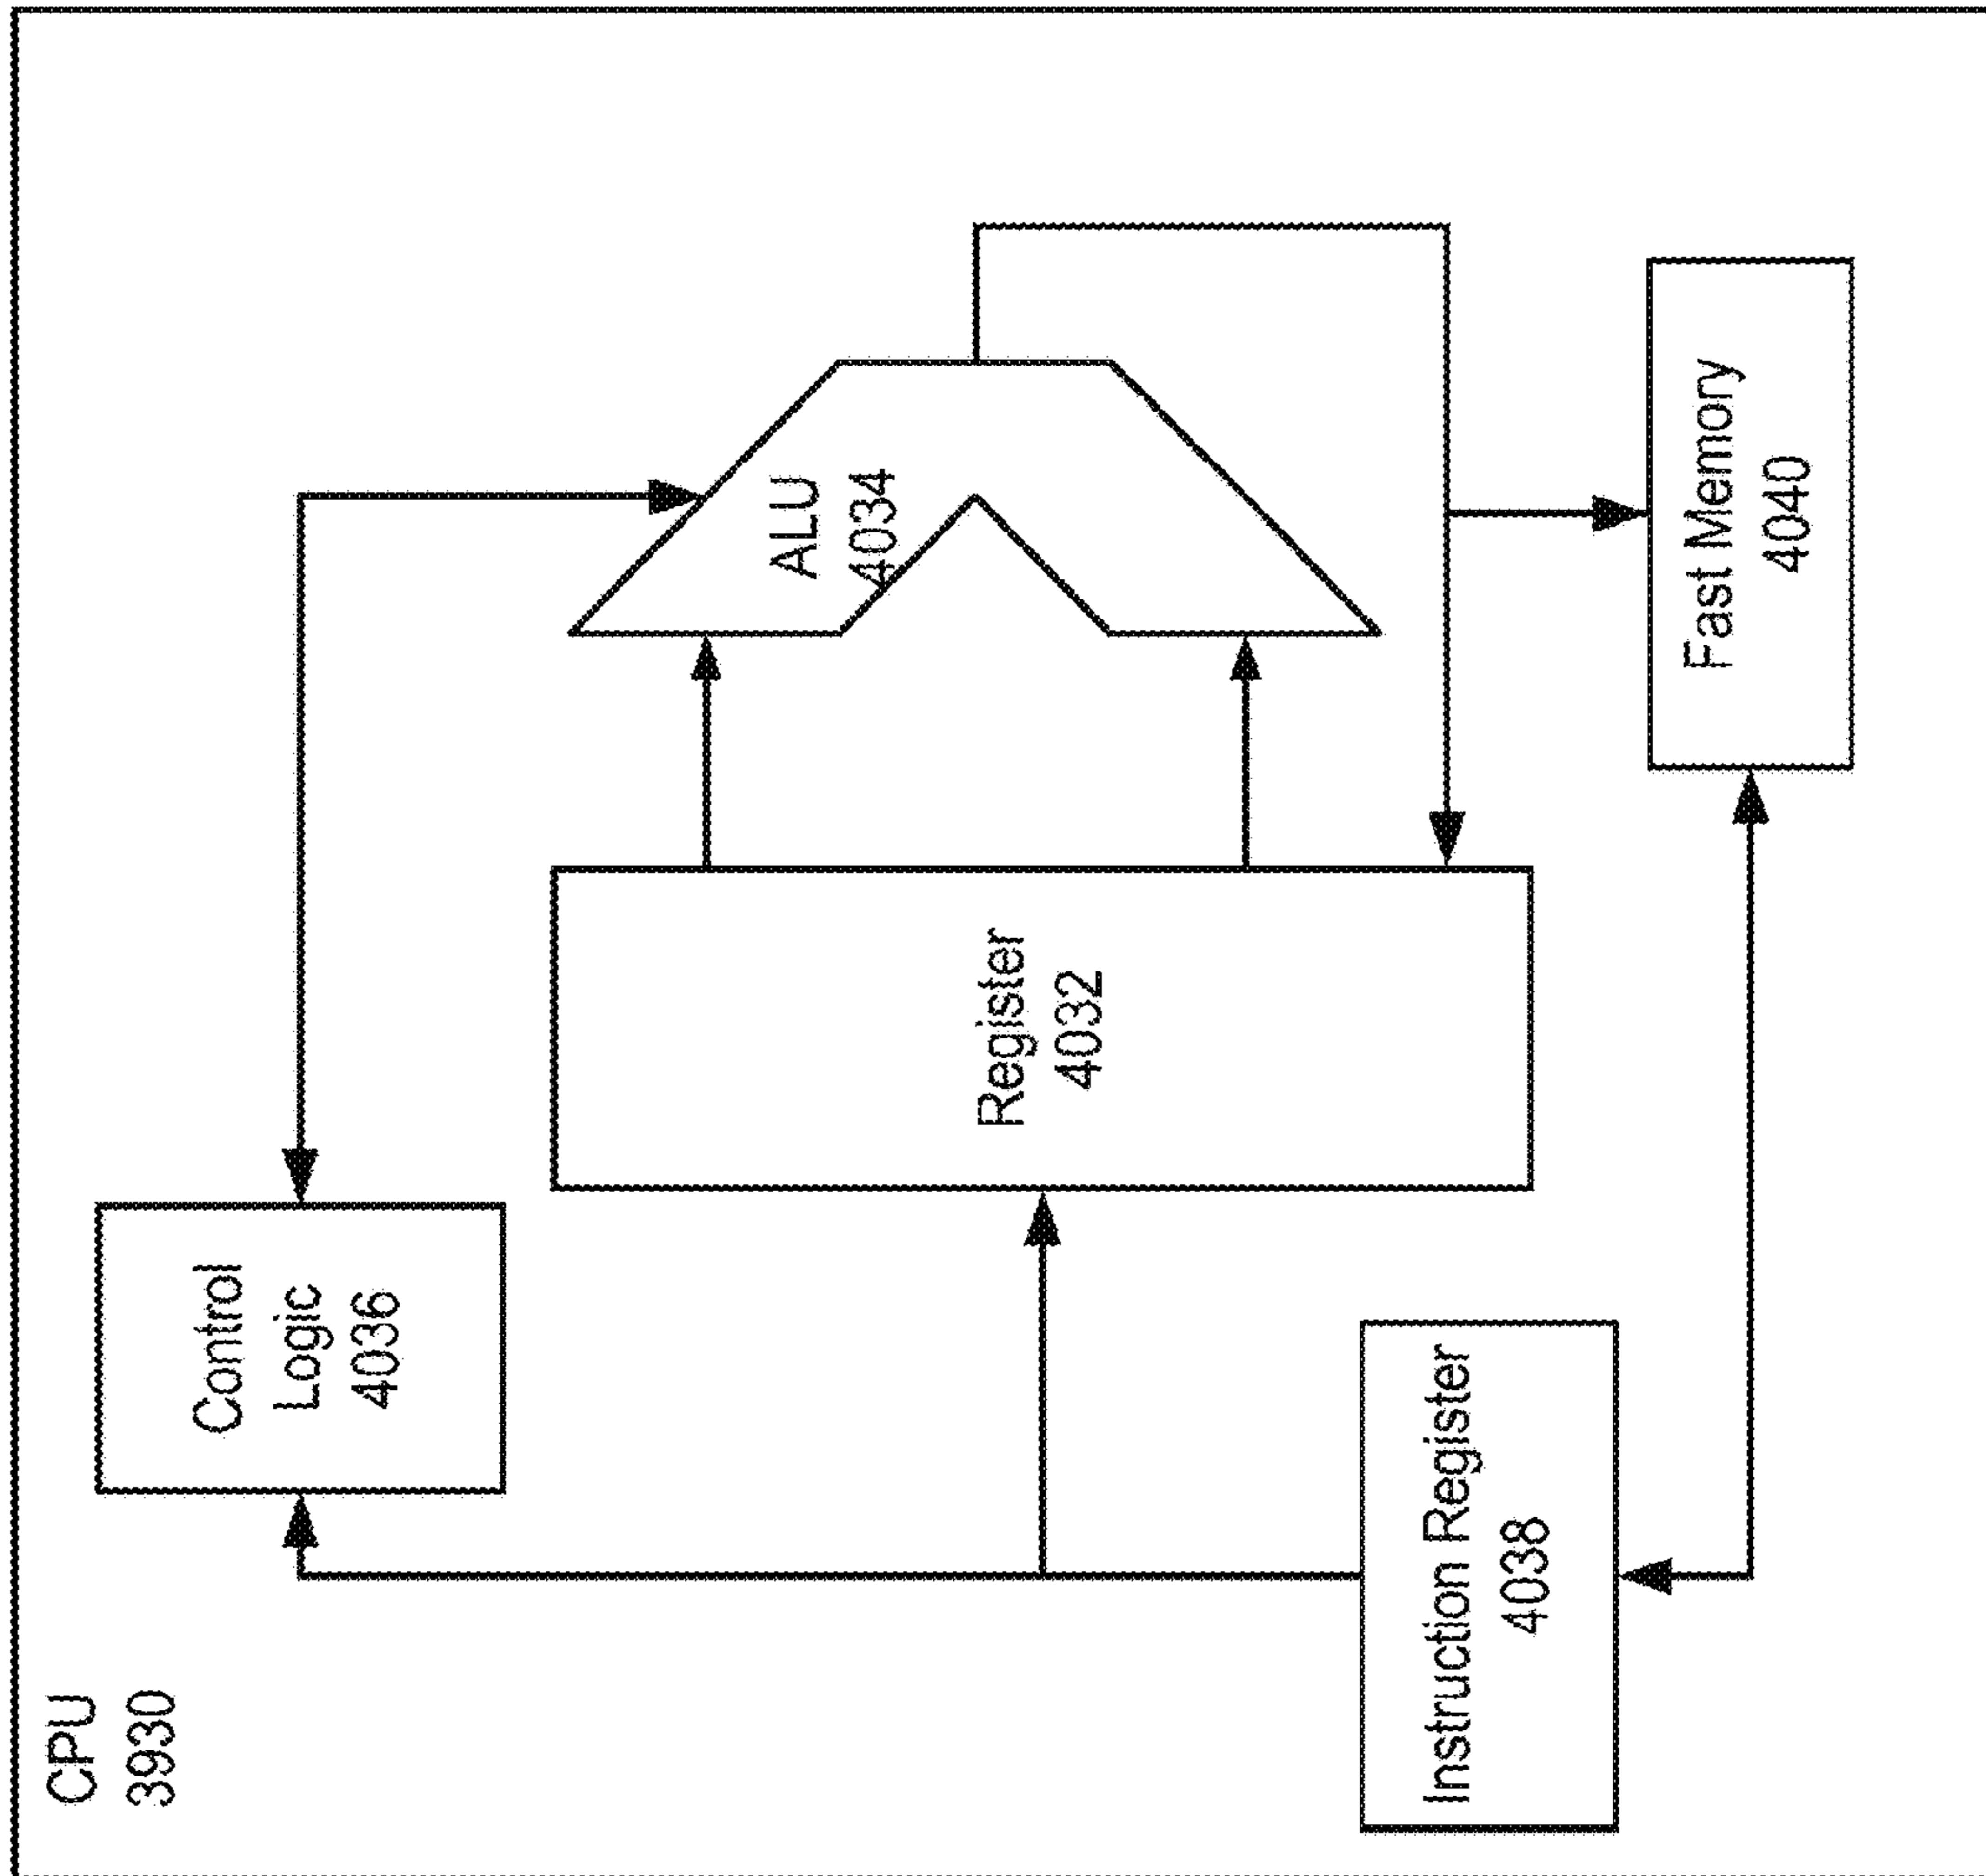 CPU
3930
Control
Logic
4036
ALU
4034
Register
4032
Instruction Register
4038
Fast Memory
4040